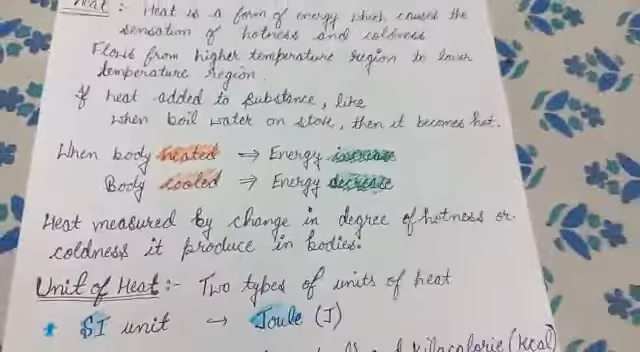 Heat :- Heat is a form of energy which causes the
sensation of hotness and coldness
Flows from higher temperature region to lower
temperature region.
If heat added to substance, like
when boil water on stove, then it becomes hot.
When body heated → Energy increase
Body cooled → Energy decrease
Heat measured by change in degree of hotness or
coldness it produce in bodies.
Unit of Heat :- Two types of units of heat
SI unit → Joule (J)
killocalorie (Kcal)